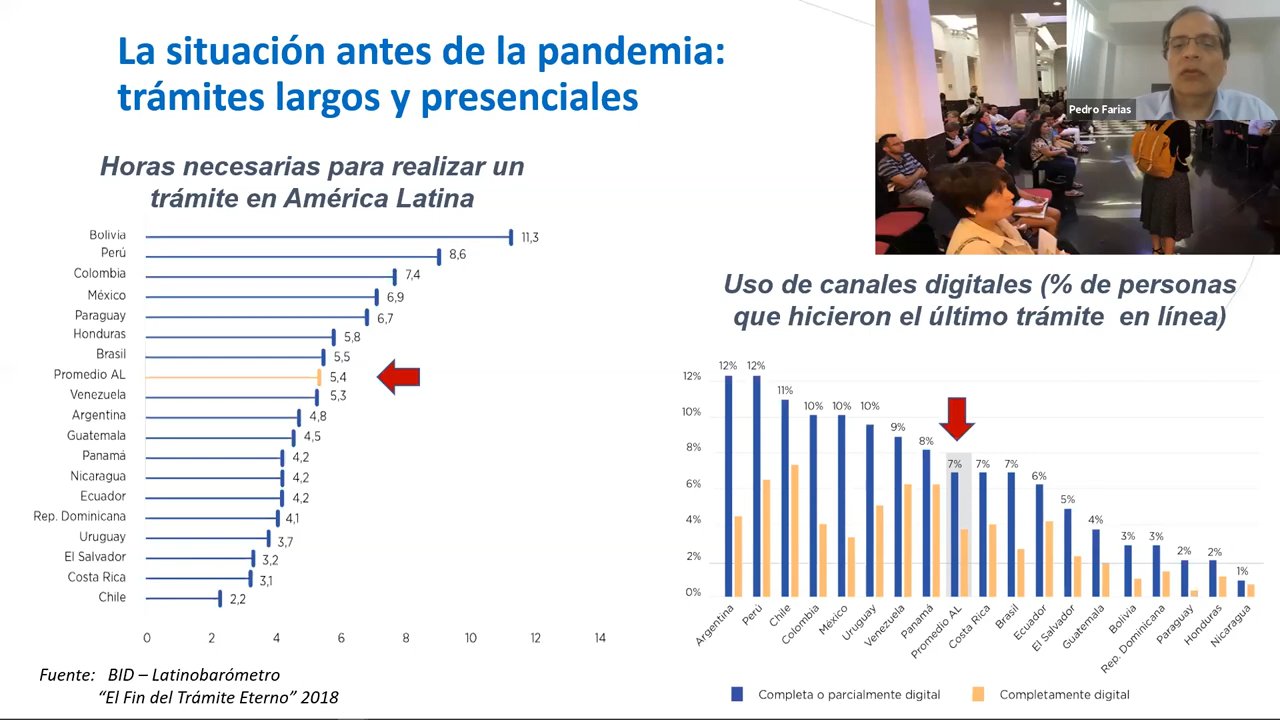 La situación antes de la pandemia:
trámites largos y presenciales
Pedro Farias
Horas necesarias para realizar un
trámite en América Latina
Bolivia 11,3
Perú 8,6
Colombia 7,4
México 6,9
Paraguay 6,7
Honduras 5,8
Brasil 5,5
Promedio AL 5,4
Venezuela 5,3
Argentina 4,8
Guatemala 4,5
Panamá 4,2
Nicaragua 4,2
Ecuador 4,2
Rep. Dominicana 4,1
Uruguay 3,7
El Salvador 3,2
Costa Rica 3,1
Chile 2,2
0 2 4 6 8 10 12 14
Fuente: BID – Latinobarómetro
“El Fin del Trámite Eterno” 2018
Uso de canales digitales (% de personas
que hicieron el último trámite en línea)
12% 12% 11% 10% 10% 10% 9% 8% 7% 7% 7% 6% 5% 4% 3% 3% 2% 2% 1%
12%
10%
8%
6%
4%
2%
0%
Argentina Perú Chile Colombia México Uruguay Venezuela Panamá Promedio AL Costa Rica Brasil Ecuador El Salvador Guatemala Bolivia Rep. Dominicana Paraguay Honduras Nicaragua
Completa o parcialmente digital Completamente digital